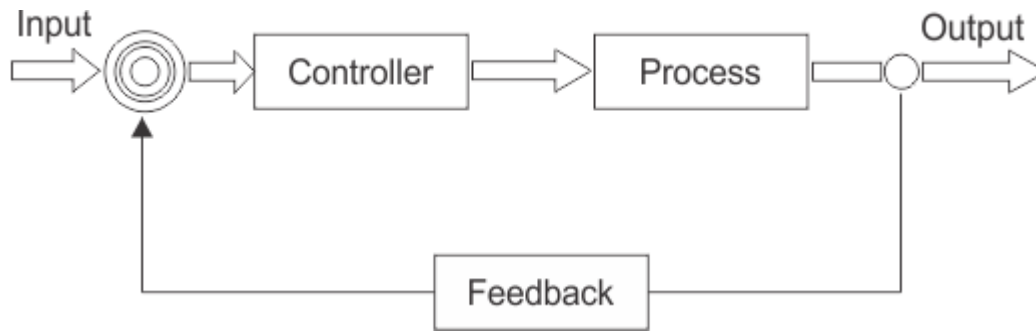 Input
Output
Controller
Process
Feedback